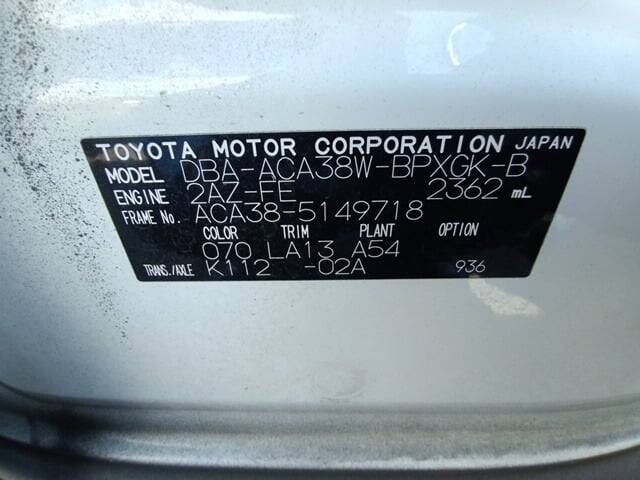 TOYOTA MOTOR CORPORATION JAPAN
MODEL DBA-ACA38W-BPXGK-B
ENGINE 2AZ-FE 2362 mL
FRAME No. ACA38-5149718
COLOR TRIM PLANT OPTION
070 LA13 A54
TRANS./AXLE K112 -02A 936